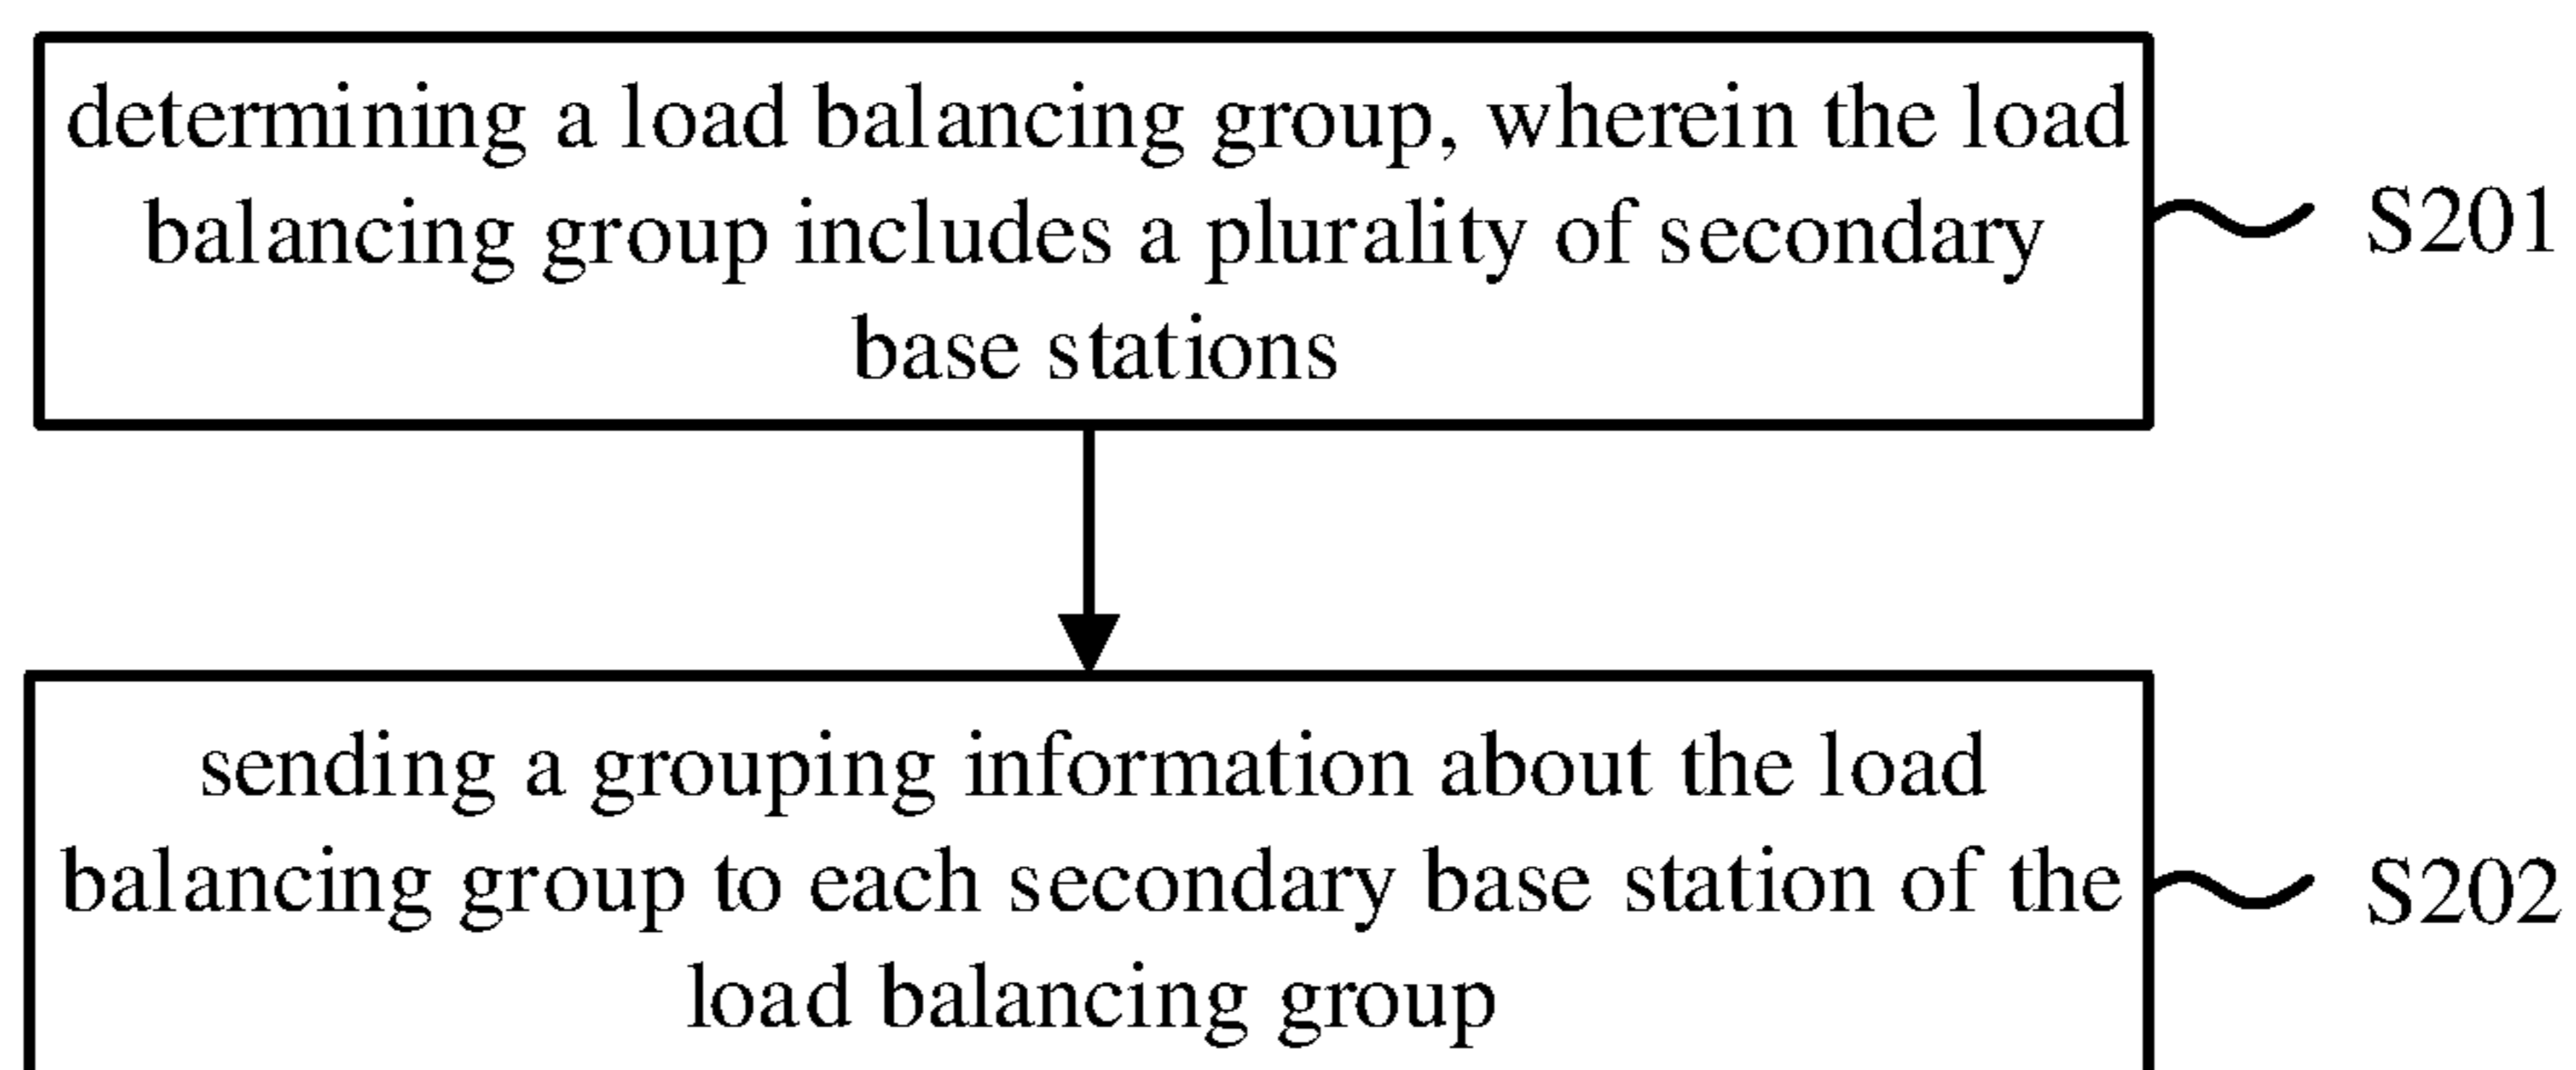 determining a load balancing group, wherein the load
balancing group includes a plurality of secondary
base stations
S201
sending a grouping information about the load
balancing group to each secondary base station of the
load balancing group
S202